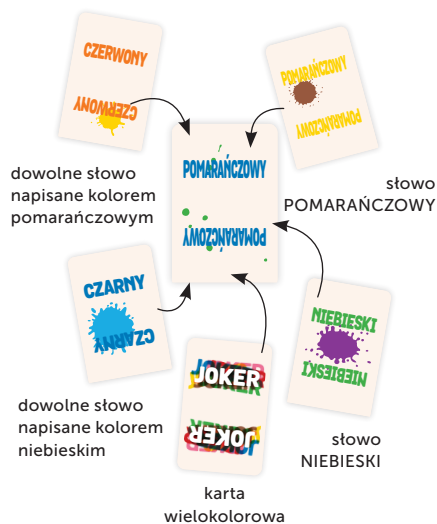 CZERWONY
CZERWONY
POMARAŃCZOWY
POMARAŃCZOWY
dowolne słowo
napisane kolorem
pomarańczowym
POMARAŃCZOWY
POMARAŃCZOWY
słowo
POMARAŃCZOWY
CZARNY
CZARNY
NIEBIESKI
NIEBIESKI
JOKER
JOKER
dowolne słowo
napisane kolorem
niebieskim
słowo
NIEBIESKI
karta
wielokolorowa